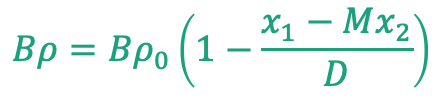 Bρ = Bρ₀ (1 − (x₁ − Mx₂)/D)